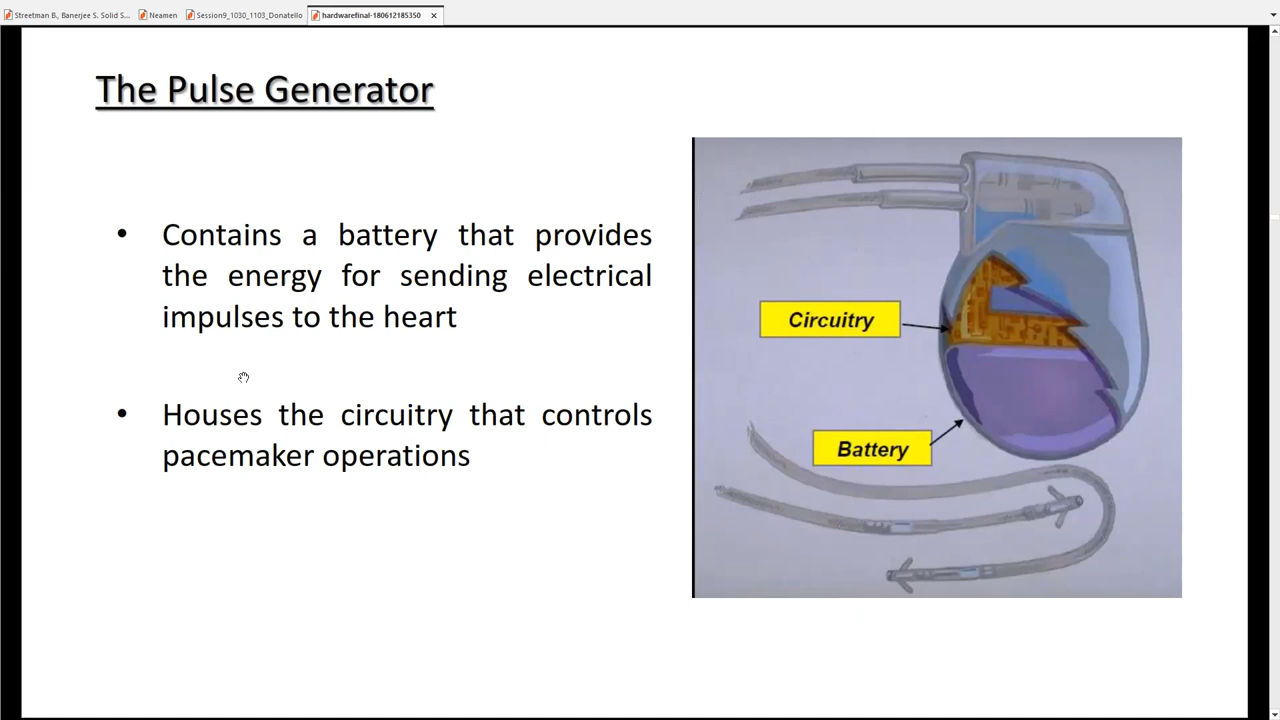 Streetman B., Banerjee S. Solid S...
Neamen
Session9_1030_1103_Donatello
hardwarefinal-180612185350
The Pulse Generator
• Contains a battery that provides
the energy for sending electrical
impulses to the heart
• Houses the circuitry that controls
pacemaker operations
Circuitry
Battery